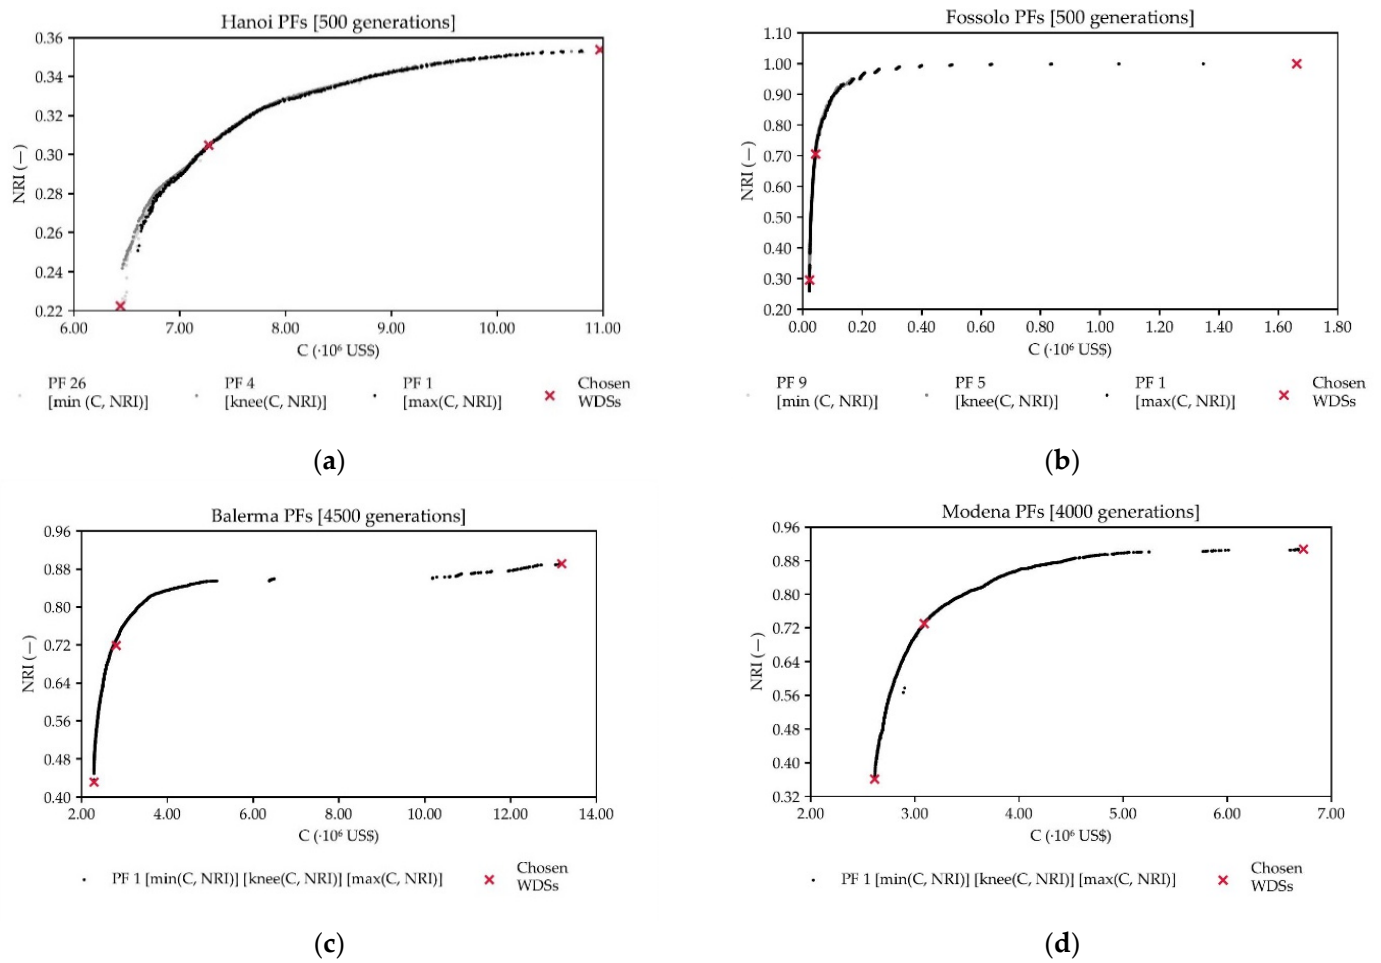 Hanoi PFs [500 generations]
0.36
0.34
0.32
0.30
0.28
0.26
0.24
0.22
NRI (—)
6.00 7.00 8.00 9.00 10.00 11.00
C (·10⁶ US$)
PF 26 PF 4 PF 1 Chosen
[min (C, NRI)] [knee(C, NRI)] [max(C, NRI)] WDSs
(a)
Fossolo PFs [500 generations]
1.10
1.00
0.90
0.80
0.70
0.60
0.50
0.40
0.30
0.20
NRI (—)
0.00 0.20 0.40 0.60 0.80 1.00 1.20 1.40 1.60 1.80
C (·10⁶ US$)
PF 9 PF 5 PF 1 Chosen
[min (C, NRI)] [knee(C, NRI)] [max(C, NRI)] WDSs
(b)
Balerma PFs [4500 generations]
0.96
0.88
0.80
0.72
0.64
0.56
0.48
0.40
NRI (—)
2.00 4.00 6.00 8.00 10.00 12.00 14.00
C (·10⁶ US$)
PF 1 [min(C, NRI)] [knee(C, NRI)] [max(C, NRI)] Chosen
WDSs
(c)
Modena PFs [4000 generations]
0.96
0.88
0.80
0.72
0.64
0.56
0.48
0.40
0.32
NRI (—)
2.00 3.00 4.00 5.00 6.00 7.00
C (·10⁶ US$)
PF 1 [min(C, NRI)] [knee(C, NRI)] [max(C, NRI)] Chosen
WDSs
(d)